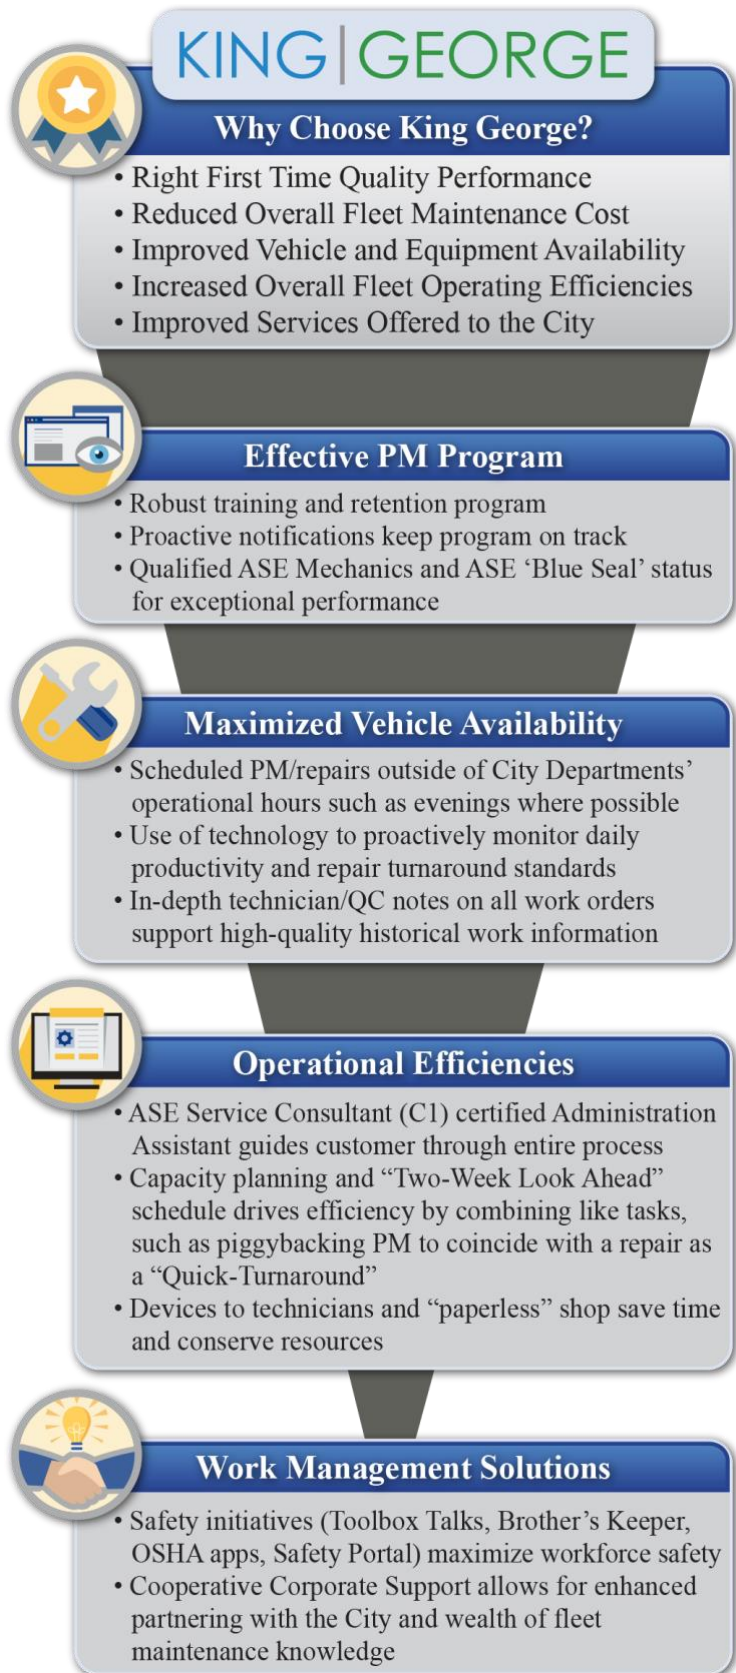 KING|GEORGE
Why Choose King George?
• Right First Time Quality Performance
• Reduced Overall Fleet Maintenance Cost
• Improved Vehicle and Equipment Availability
• Increased Overall Fleet Operating Efficiencies
• Improved Services Offered to the City
Effective PM Program
• Robust training and retention program
• Proactive notifications keep program on track
• Qualified ASE Mechanics and ASE ‘Blue Seal’ status
for exceptional performance
Maximized Vehicle Availability
• Scheduled PM/repairs outside of City Departments’
operational hours such as evenings where possible
• Use of technology to proactively monitor daily
productivity and repair turnaround standards
• In-depth technician/QC notes on all work orders
support high-quality historical work information
Operational Efficiencies
• ASE Service Consultant (C1) certified Administration
Assistant guides customer through entire process
• Capacity planning and “Two-Week Look Ahead”
schedule drives efficiency by combining like tasks,
such as piggybacking PM to coincide with a repair as
a “Quick-Turnaround”
• Devices to technicians and “paperless” shop save time
and conserve resources
Work Management Solutions
• Safety initiatives (Toolbox Talks, Brother’s Keeper,
OSHA apps, Safety Portal) maximize workforce safety
• Cooperative Corporate Support allows for enhanced
partnering with the City and wealth of fleet
maintenance knowledge